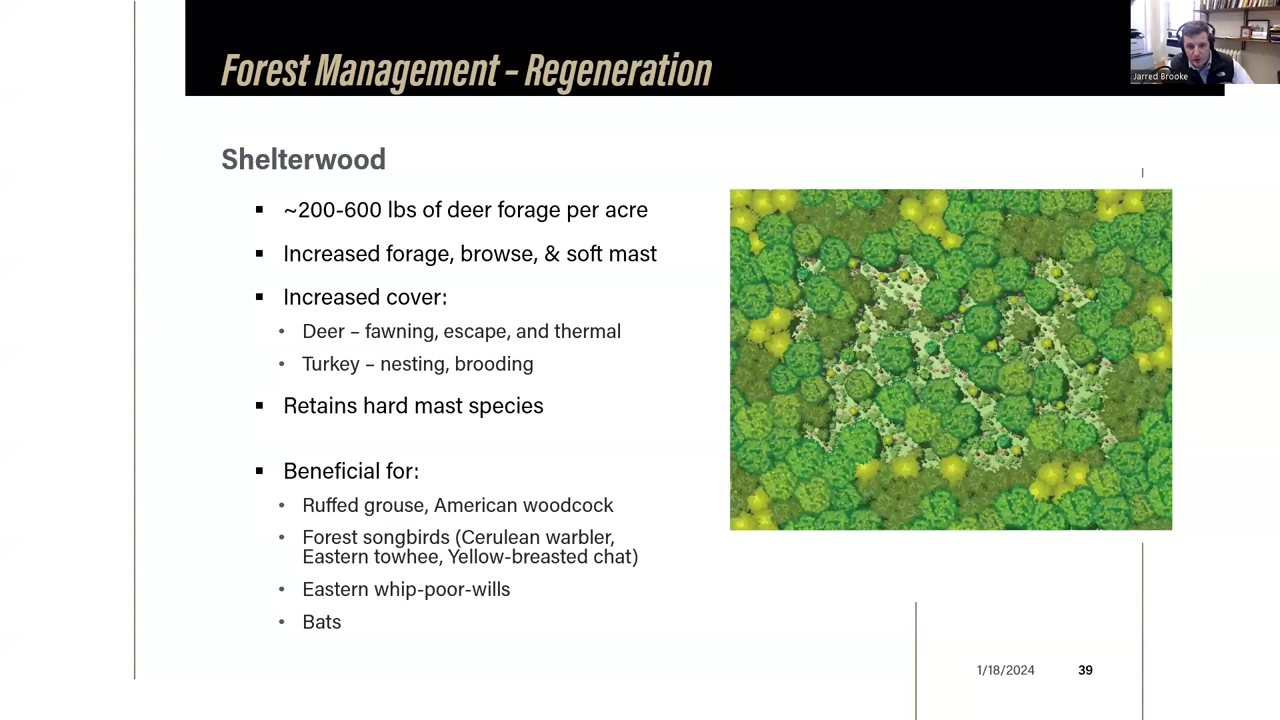 Forest Management – Regeneration
Jarred Brooke
Shelterwood
▪ ~200-600 lbs of deer forage per acre
▪ Increased forage, browse, & soft mast
▪ Increased cover:
• Deer – fawning, escape, and thermal
• Turkey – nesting, brooding
▪ Retains hard mast species
▪ Beneficial for:
• Ruffed grouse, American woodcock
• Forest songbirds (Cerulean warbler,
Eastern towhee, Yellow-breasted chat)
• Eastern whip-poor-wills
• Bats
1/18/2024 39